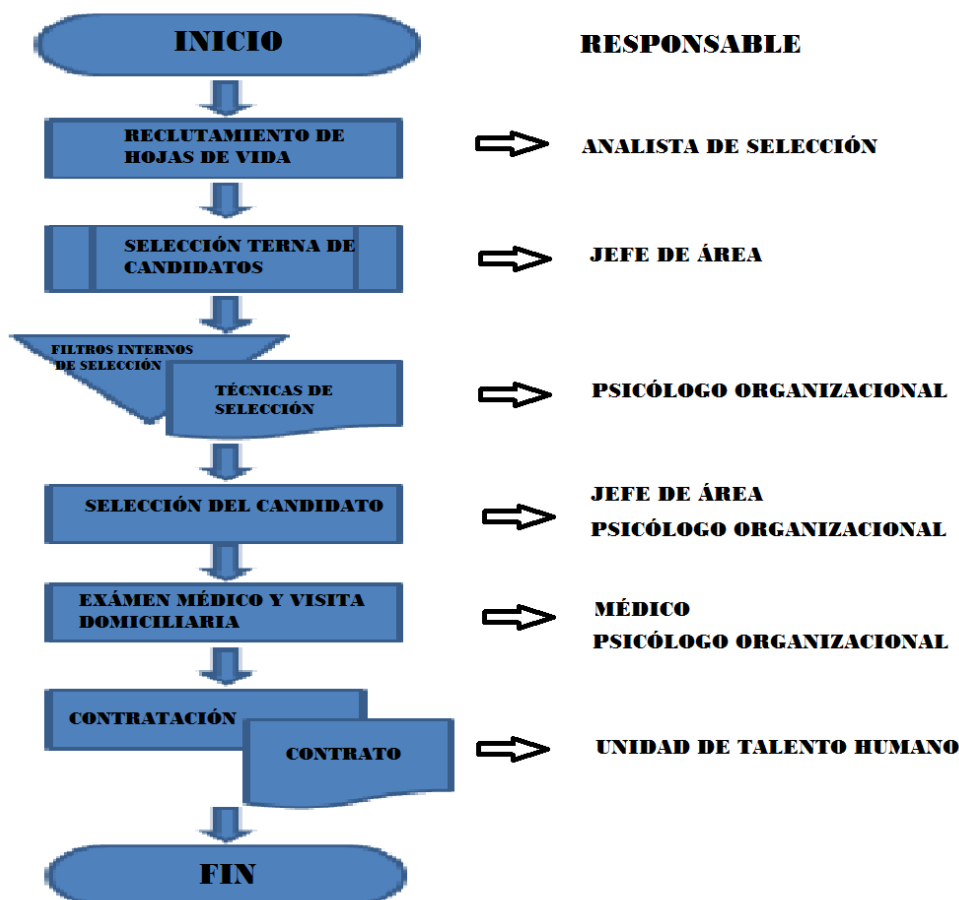 INICIO
RESPONSABLE
RECLUTAMIENTO DE
HOJAS DE VIDA
ANALISTA DE SELECCIÓN
SELECCIÓN TERNA DE
CANDIDATOS
JEFE DE ÁREA
FILTROS INTERNOS
DE SELECCIÓN
TÉCNICAS DE
SELECCIÓN
PSICÓLOGO ORGANIZACIONAL
SELECCIÓN DEL CANDIDATO
JEFE DE ÁREA
PSICÓLOGO ORGANIZACIONAL
EXÁMEN MÉDICO Y VISITA
DOMICILIARIA
MÉDICO
PSICÓLOGO ORGANIZACIONAL
CONTRATACIÓN
CONTRATO
UNIDAD DE TALENTO HUMANO
FIN